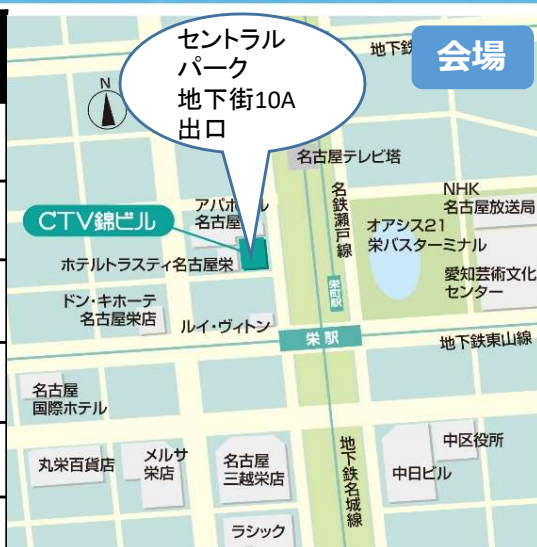 セントラル
パーク
地下街10A
出口
地下鉄
会場
N
名古屋テレビ塔
名鉄瀬戸線
NHK
名古屋放送局
アパホテル
名古屋
CTV錦ビル
オアシス21
栄バスターミナル
ホテルトラスティ名古屋栄
愛知芸術文化
センター
栄町駅
ドン・キホーテ
名古屋栄店
ルイ・ヴィトン
栄駅
地下鉄東山線
名古屋
国際ホテル
丸栄百貨店
メルサ
栄店
名古屋
三越栄店
地下鉄名城線
中区役所
中日ビル
ラシック